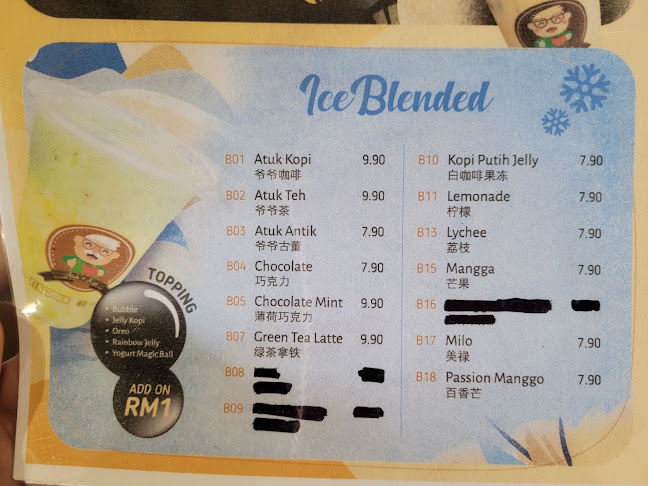 Ice Blended
B01 Atuk Kopi 9.90
爷爷咖啡
B02 Atuk Teh 9.90
爷爷茶
B03 Atuk Antik 7.90
爷爷古董
B04 Chocolate 7.90
巧克力
B05 Chocolate Mint 9.90
薄荷巧克力
B07 Green Tea Latte 9.90
绿茶拿铁
B08
B09
B10 Kopi Putih Jelly 7.90
白咖啡果冻
B11 Lemonade 7.90
柠檬
B13 Lychee 7.90
荔枝
B15 Mangga 7.90
芒果
B16
B17 Milo 7.90
美禄
B18 Passion Manggo 7.90
百香芒
TOPPING
• Bubble
• Jelly Kopi
• Oreo
• Rainbow Jelly
• Yogurt Magic Ball
ADD ON
RM1